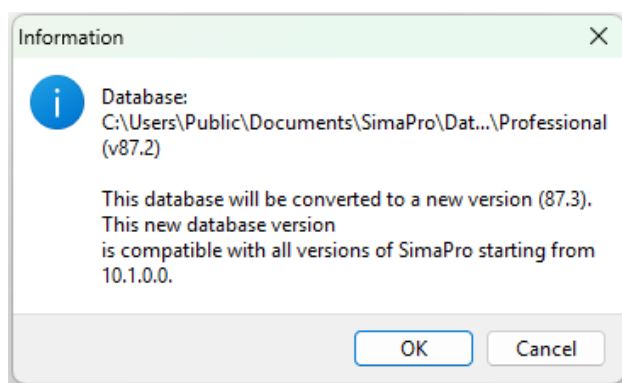 Information
Database:
C:\Users\Public\Documents\SimaPro\Dat...\Professional
(v87.2)
This database will be converted to a new version (87.3).
This new database version
is compatible with all versions of SimaPro starting from
10.1.0.0.
OK Cancel